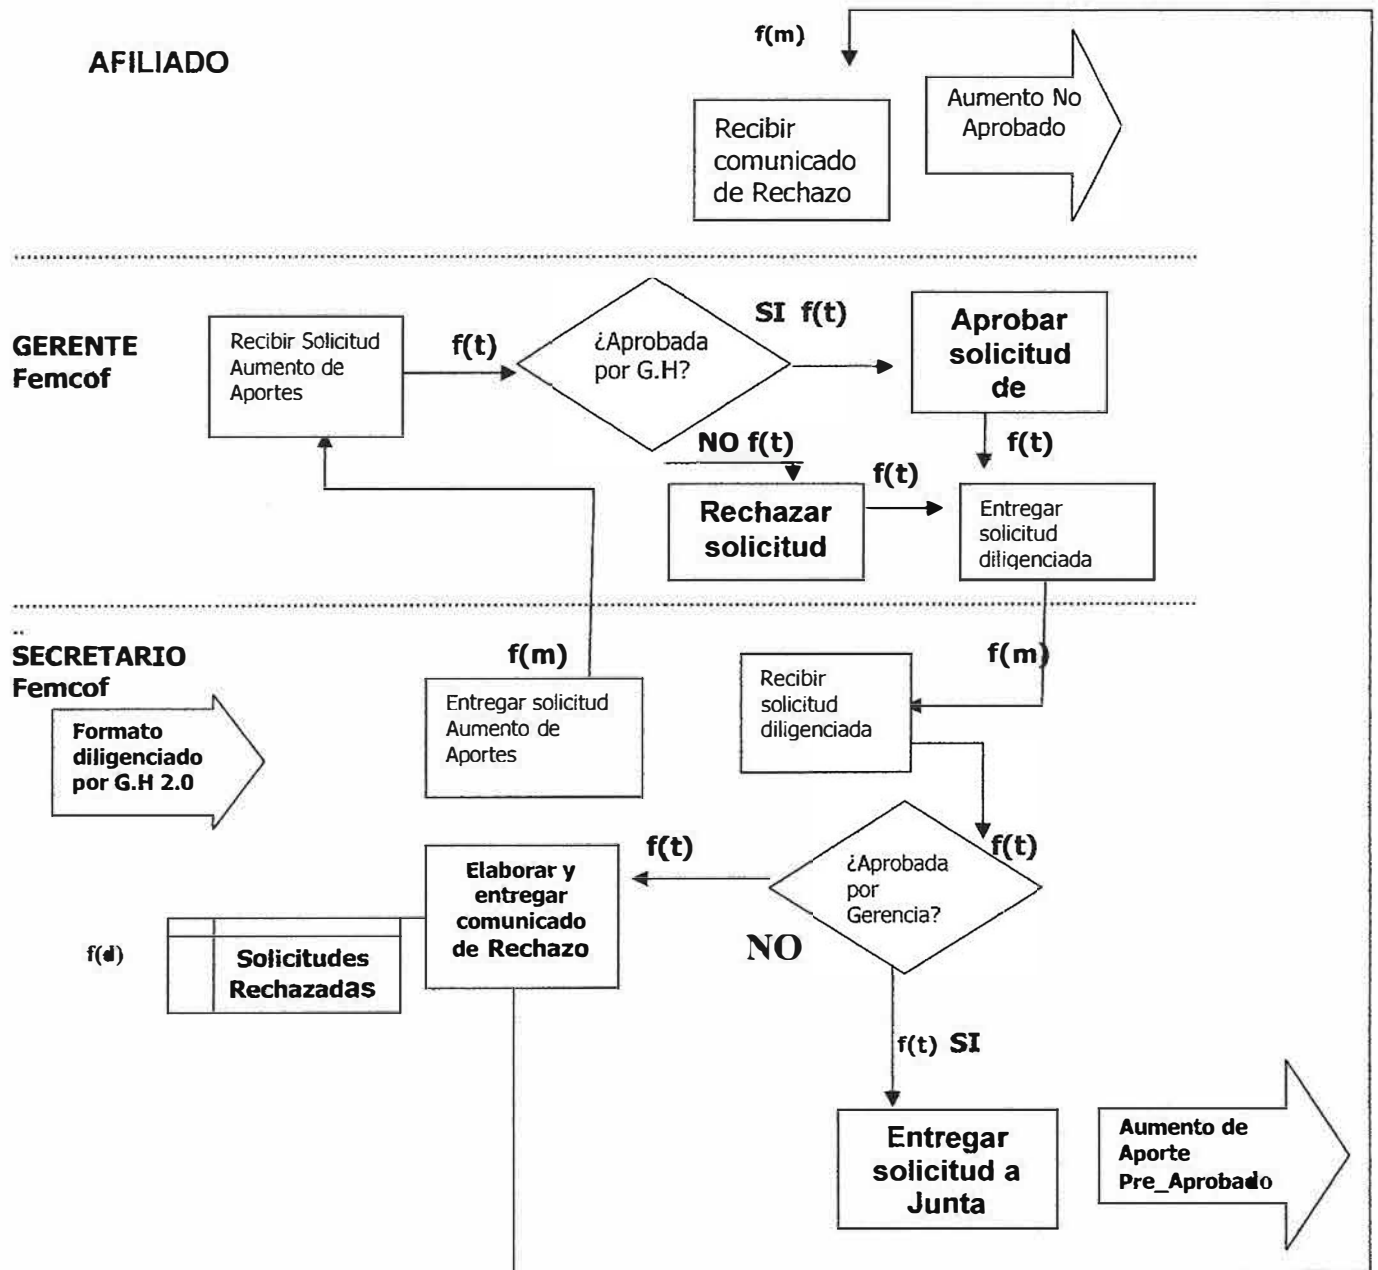 f(m)
AFILIADO
Recibir
comunicado
de Rechazo
Aumento No
Aprobado
GERENTE
Femcof
Recibir Solicitud
Aumento de
Aportes
f(t)
¿Aprobada
por G.H?
SI f(t)
Aprobar
solicitud
de
f(t)
NO f(t)
Rechazar
solicitud
f(t)
Entregar
solicitud
diligenciada
SECRETARIO
Femcof
Formato
diligenciado
por G.H 2.0
f(m)
Entregar solicitud
Aumento de
Aportes
Recibir
solicitud
diligenciada
f(m)
f(t)
¿Aprobada
por
Gerencia?
f(t)
NO
Elaborar y
entregar
comunicado
de Rechazo
f(d)
Solicitudes
Rechazadas
f(t) SI
Entregar
solicitud a
Junta
Aumento de
Aporte
Pre_Aprobado